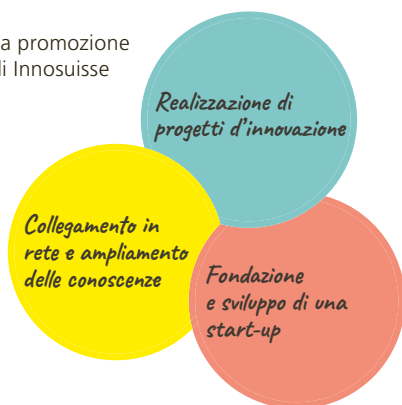 a promozione
di Innosuisse
Realizzazione di
progetti d'innovazione
Collegamento in
rete e ampliamento
delle conoscenze
Fondazione
e sviluppo di una
start-up